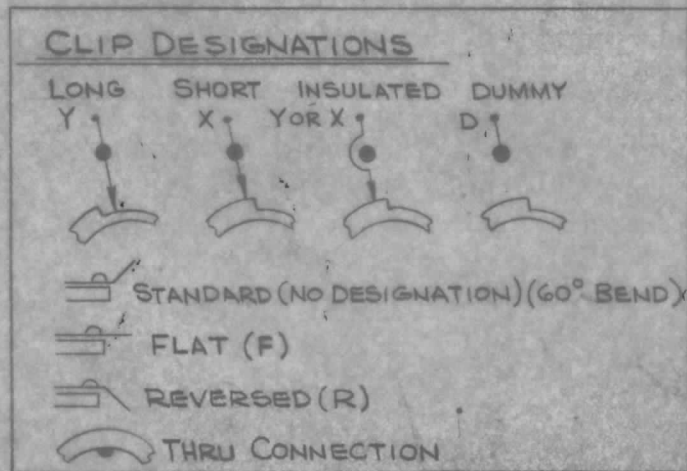 CLIP DESIGNATIONS
LONG SHORT INSULATED DUMMY
Y X Y OR X D
STANDARD (NO DESIGNATION) (60° BEND)
FLAT (F)
REVERSED (R)
THRU CONNECTION